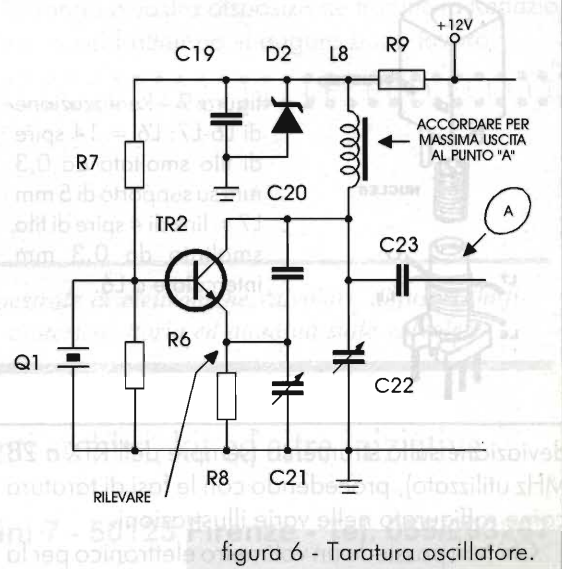 +12V
C19
D2
L8
R9
ACCORDARE PER
MASSIMA USCITA
AL PUNTO "A"
R7
C20
TR2
A
C23
R6
Q1
C22
R8
C21
RILEVARE
figura 6 - Taratura oscillatore.